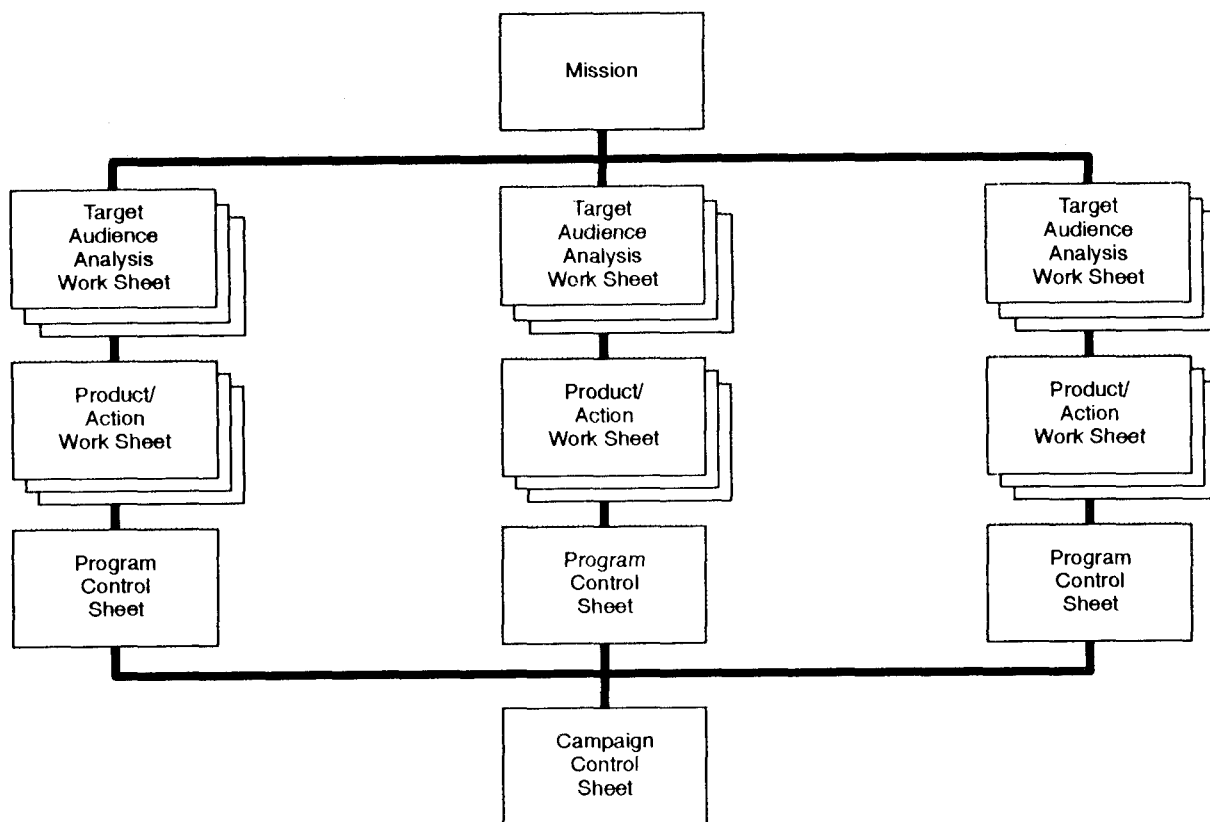 Mission
Target
Audience
Analysis
Work Sheet
Target
Audience
Analysis
Work Sheet
Target
Audience
Analysis
Work Sheet
Product/
Action
Work Sheet
Product/
Action
Work Sheet
Product/
Action
Work Sheet
Program
Control
Sheet
Program
Control
Sheet
Program
Control
Sheet
Campaign
Control
Sheet